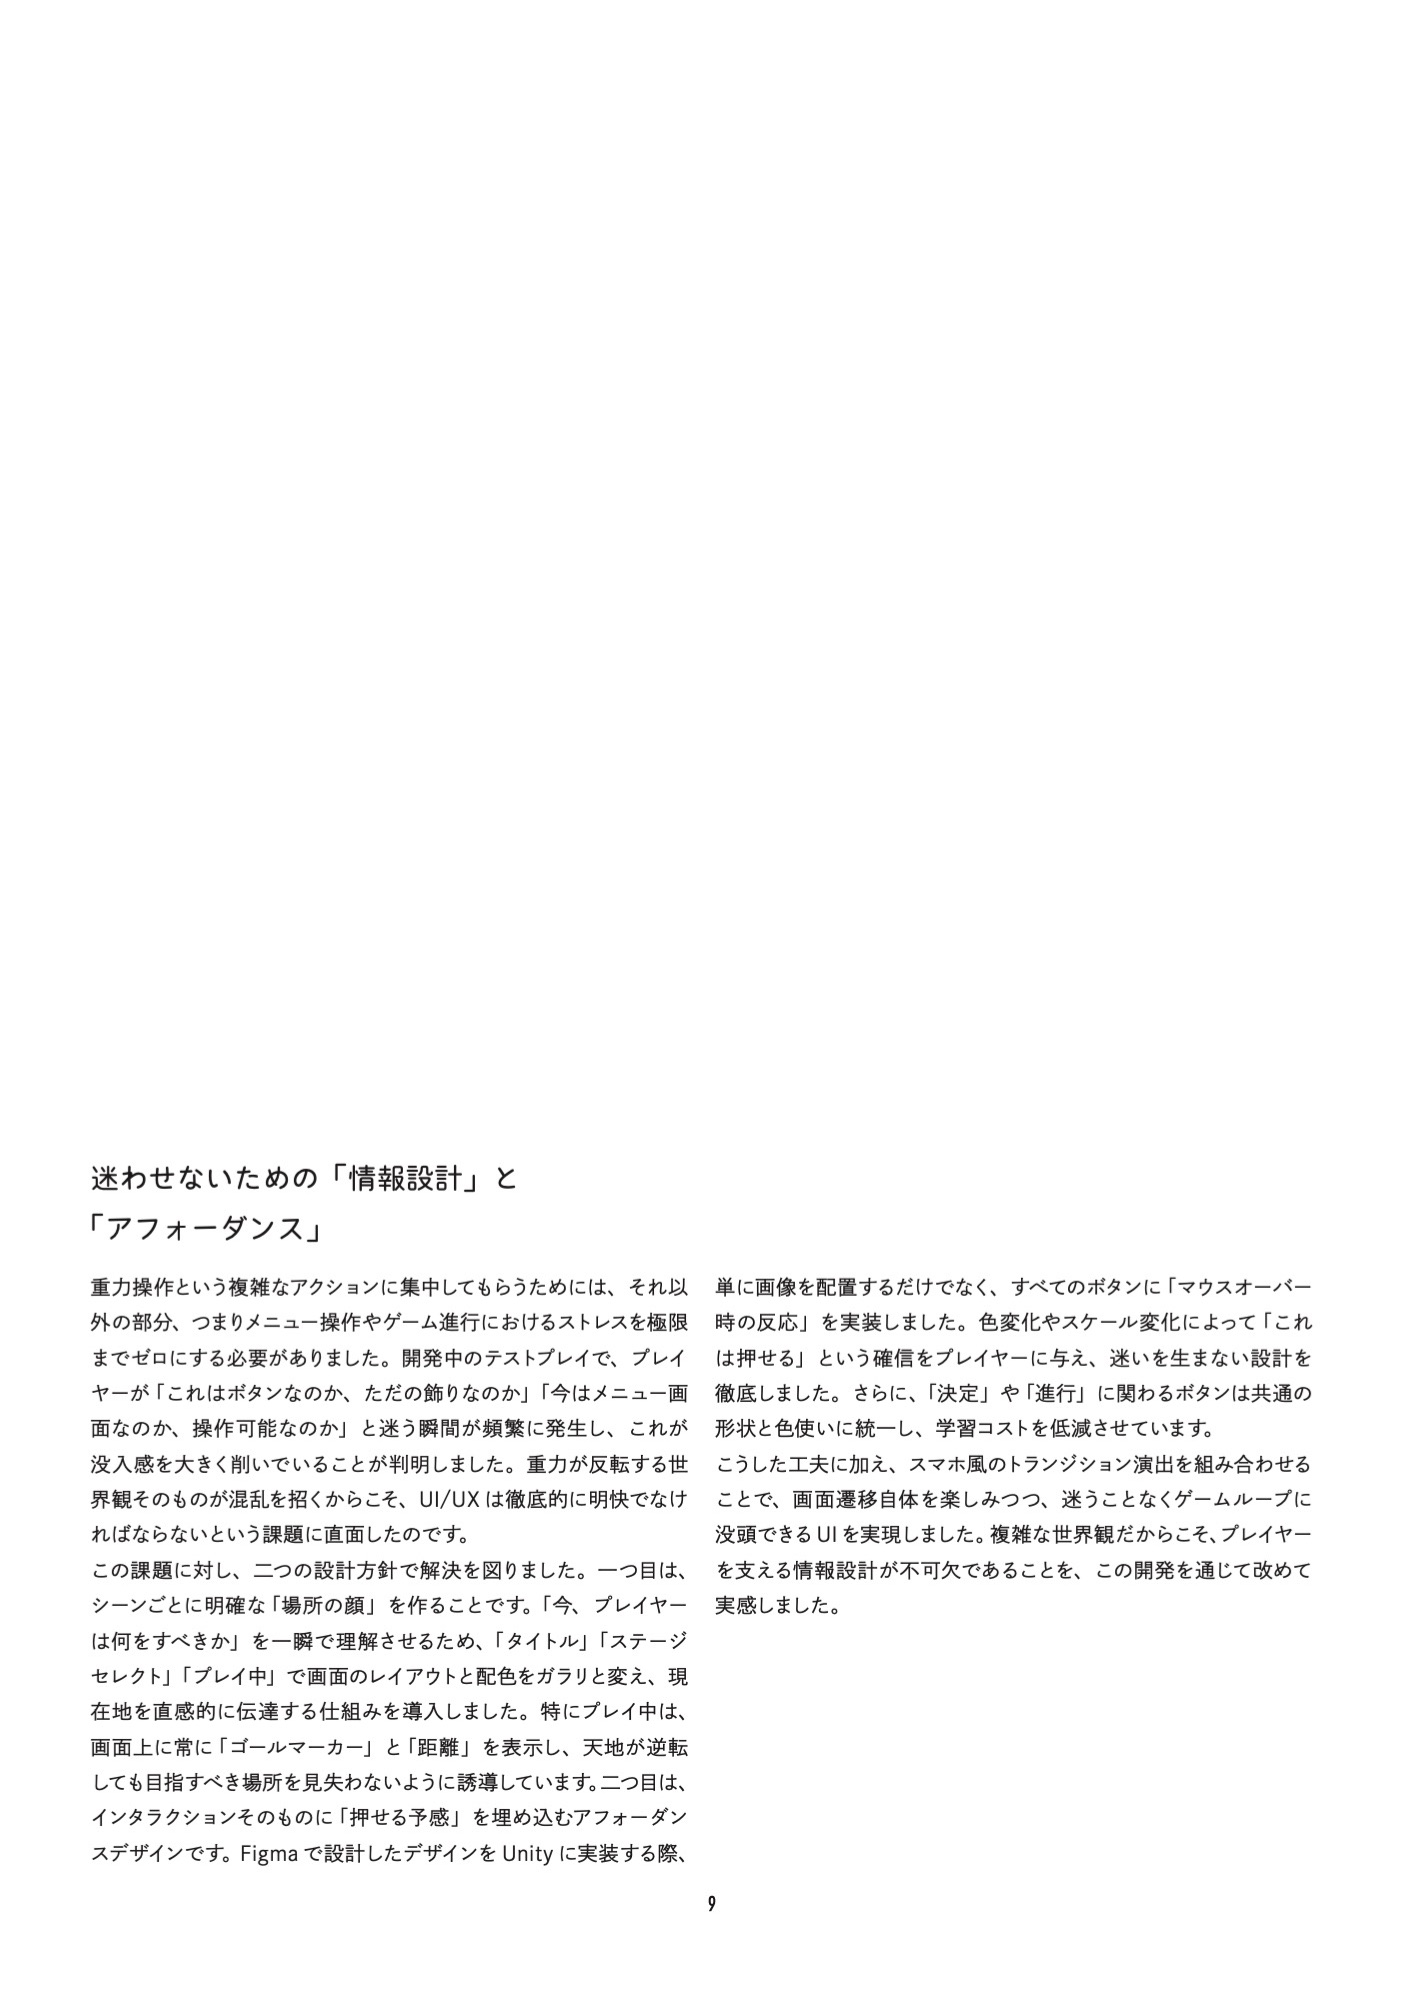 迷わせないための「情報設計」と
「アフォーダンス」
重力操作という複雑なアクションに集中してもらうためには、それ以
外の部分、つまりメニュー操作やゲーム進行におけるストレスを極限
までゼロにする必要がありました。開発中のテストプレイで、プレイ
ヤーが「これはボタンなのか、ただの飾りなのか」「今はメニュー画
面なのか、操作可能なのか」と迷う瞬間が頻繁に発生し、これが
没入感を大きく削いでいることが判明しました。重力が反転する世
界観そのものが混乱を招くからこそ、UI/UX は徹底的に明快でなけ
ればならないという課題に直面したのです。
この課題に対し、二つの設計方針で解決を図りました。一つ目は、
シーンごとに明確な「場所の顔」を作ることです。「今、プレイヤー
は何をすべきか」を一瞬で理解させるため、「タイトル」「ステージ
セレクト」「プレイ中」で画面のレイアウトと配色をガラリと変え、現
在地を直感的に伝達する仕組みを導入しました。特にプレイ中は、
画面上に常に「ゴールマーカー」と「距離」を表示し、天地が逆転
しても目指すべき場所を見失わないように誘導しています。二つ目は、
インタラクションそのものに「押せる予感」を埋め込むアフォーダン
スデザインです。Figma で設計したデザインを Unity に実装する際、
単に画像を配置するだけでなく、すべてのボタンに「マウスオーバー
時の反応」を実装しました。色変化やスケール変化によって「これ
は押せる」という確信をプレイヤーに与え、迷いを生まない設計を
徹底しました。さらに、「決定」や「進行」に関わるボタンは共通の
形状と色使いに統一し、学習コストを低減させています。
こうした工夫に加え、スマホ風のトランジション演出を組み合わせる
ことで、画面遷移自体を楽しみつつ、迷うことなくゲームループに
没頭できる UI を実現しました。複雑な世界観だからこそ、プレイヤー
を支える情報設計が不可欠であることを、この開発を通じて改めて
実感しました。
9